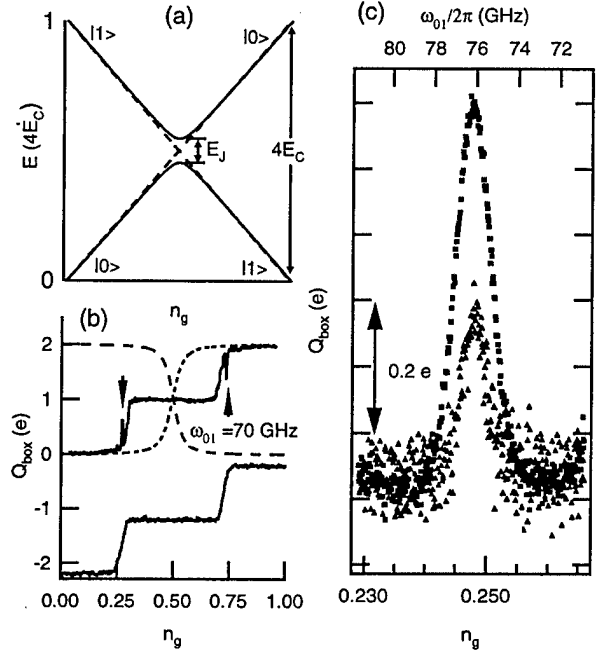 (a)
1
|1>
|0>
E (4E_C)
E_J
4E_C
0
|0>
|1>
n_g
(b)
2
1
0
-1
-2
Q_box (e)
ω_01 =70 GHz
0.00 0.25 0.50 0.75 1.00
n_g
(c)
ω_01/2π (GHz)
80 78 76 74 72
Q_box (e)
0.2 e
0.230 0.250
n_g